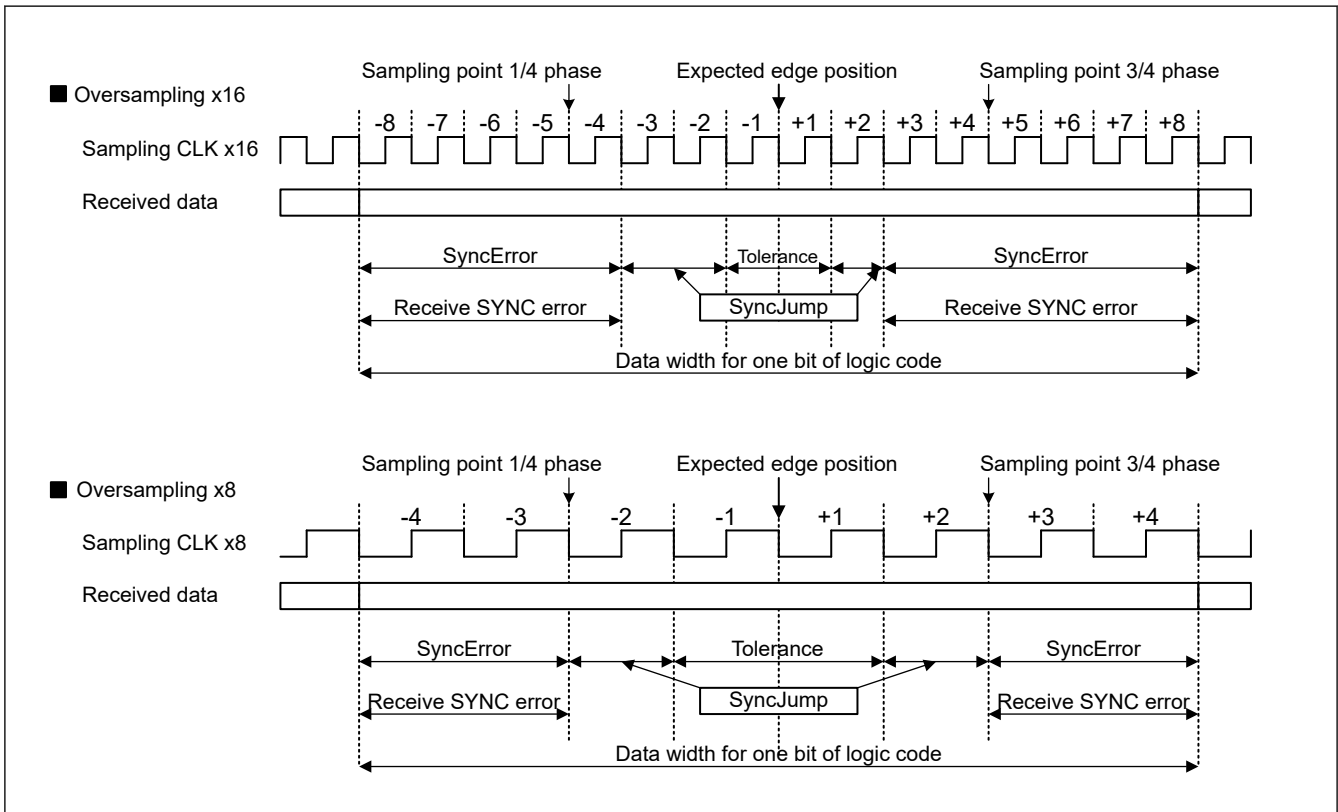 Sampling point 1/4 phase Expected edge position Sampling point 3/4 phase
Oversampling x16
-8 -7 -6 -5 -4 -3 -2 -1 +1 +2 +3 +4 +5 +6 +7 +8
Sampling CLK x16
Received data
SyncError Tolerance SyncError
Receive SYNC error SyncJump Receive SYNC error
Data width for one bit of logic code
Sampling point 1/4 phase Expected edge position Sampling point 3/4 phase
Oversampling x8
-4 -3 -2 -1 +1 +2 +3 +4
Sampling CLK x8
Received data
SyncError Tolerance SyncError
Receive SYNC error SyncJump Receive SYNC error
Data width for one bit of logic code